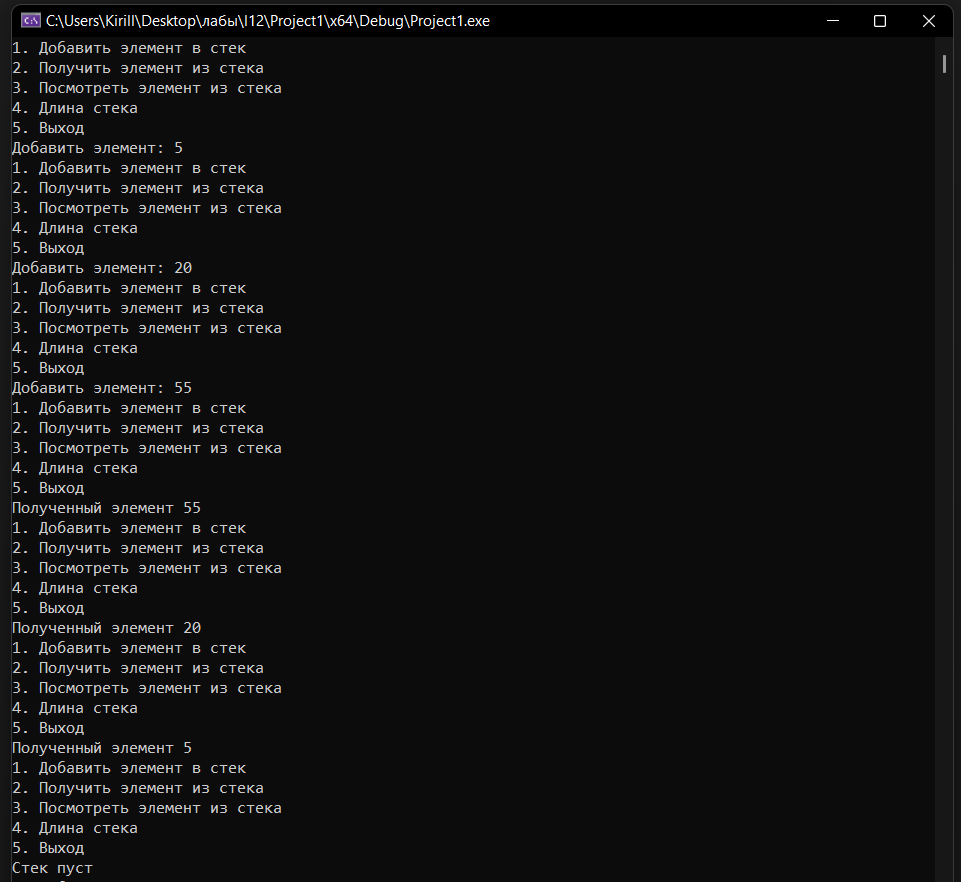 C:\Users\Kirill\Desktop\лабы\l12\Project1\x64\Debug\Project1.exe
1. Добавить элемент в стек
2. Получить элемент из стека
3. Посмотреть элемент из стека
4. Длина стека
5. Выход
Добавить элемент: 5
1. Добавить элемент в стек
2. Получить элемент из стека
3. Посмотреть элемент из стека
4. Длина стека
5. Выход
Добавить элемент: 20
1. Добавить элемент в стек
2. Получить элемент из стека
3. Посмотреть элемент из стека
4. Длина стека
5. Выход
Добавить элемент: 55
1. Добавить элемент в стек
2. Получить элемент из стека
3. Посмотреть элемент из стека
4. Длина стека
5. Выход
Полученный элемент 55
1. Добавить элемент в стек
2. Получить элемент из стека
3. Посмотреть элемент из стека
4. Длина стека
5. Выход
Полученный элемент 20
1. Добавить элемент в стек
2. Получить элемент из стека
3. Посмотреть элемент из стека
4. Длина стека
5. Выход
Полученный элемент 5
1. Добавить элемент в стек
2. Получить элемент из стека
3. Посмотреть элемент из стека
4. Длина стека
5. Выход
Стек пуст